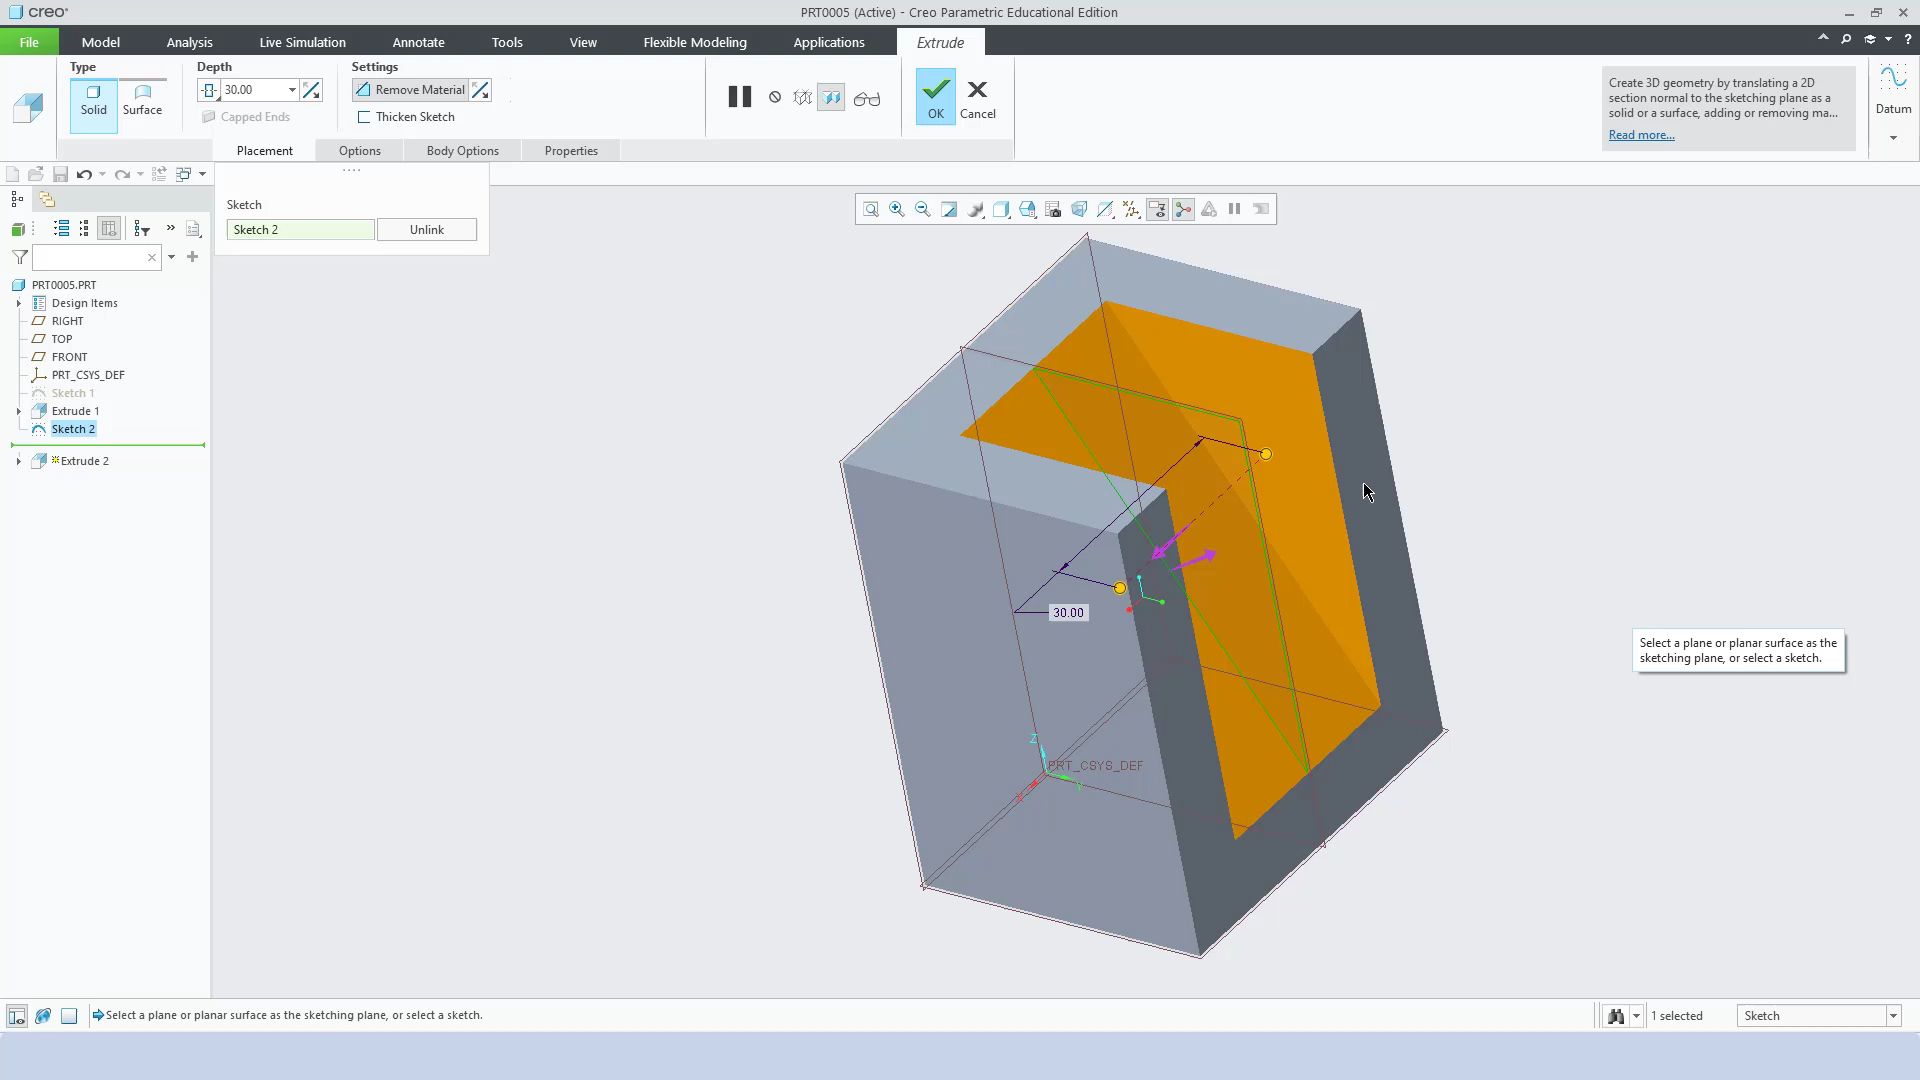 creo
PRT0005 (Active) - Creo Parametric Educational Edition
File Model Analysis Live Simulation Annotate Tools View Flexible Modeling Applications Extrude
Type Depth Settings
30.00 Remove Material
Solid Surface Capped Ends Thicken Sketch
OK Cancel
Create 3D geometry by translating a 2D
section normal to the sketching plane as a
solid or a surface, adding or removing ma...
Read more...
Datum
Placement Options Body Options Properties
Sketch
Sketch 2 Unlink
PRT0005.PRT
Design Items
RIGHT
TOP
FRONT
PRT_CSYS_DEF
Sketch 1
Extrude 1
Sketch 2
Extrude 2
30.00
Z
PRT_CSYS_DEF
X
Y
Select a plane or planar surface as the
sketching plane, or select a sketch.
Select a plane or planar surface as the sketching plane, or select a sketch.
1 selected
Sketch